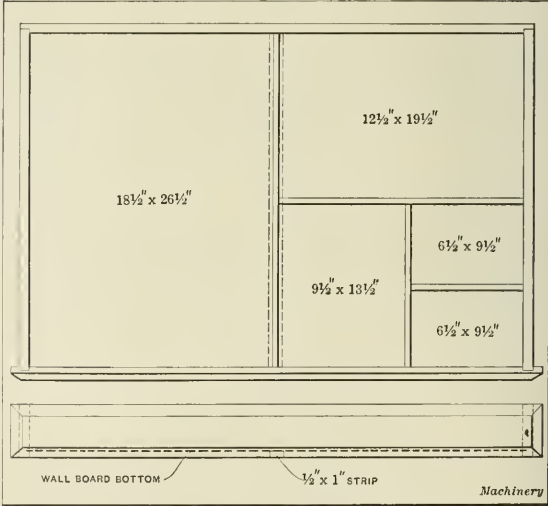 12½" x 19½"
18½" x 26½"
6½" x 9½"
9½" x 13½"
6½" x 9½"
WALL BOARD BOTTOM
½" x 1" STRIP
Machinery